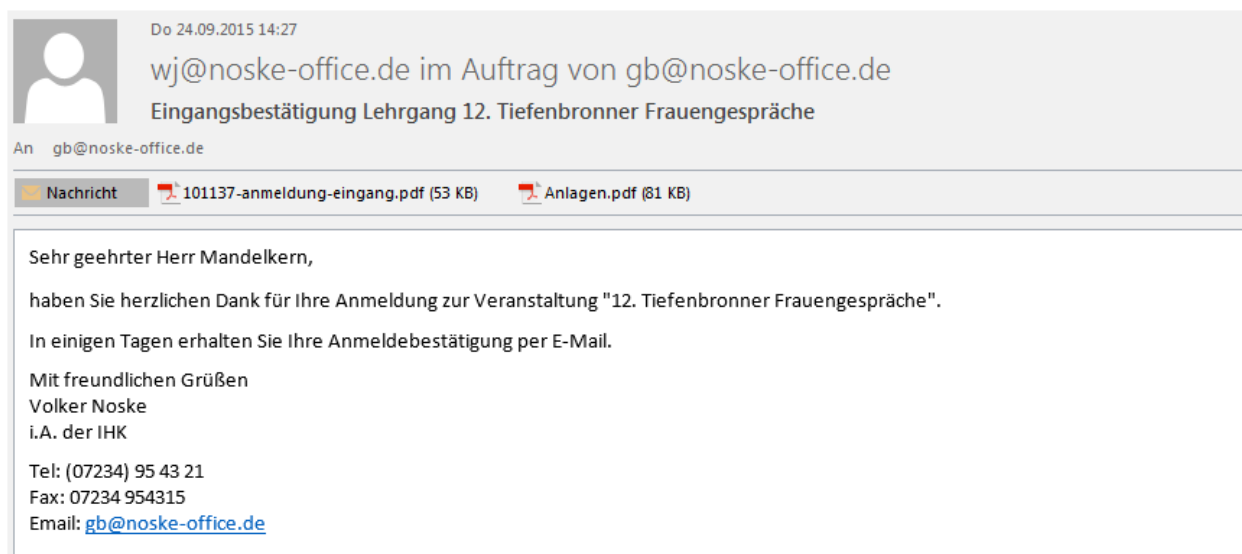 Do 24.09.2015 14:27
wj@noske-office.de im Auftrag von gb@noske-office.de
Eingangsbestätigung Lehrgang 12. Tiefenbronner Frauengespräche
An gb@noske-office.de
Nachricht 101137-anmeldung-eingang.pdf (53 KB) Anlagen.pdf (81 KB)
Sehr geehrter Herr Mandelkern,
haben Sie herzlichen Dank für Ihre Anmeldung zur Veranstaltung "12. Tiefenbronner Frauengespräche".
In einigen Tagen erhalten Sie Ihre Anmeldebestätigung per E-Mail.
Mit freundlichen Grüßen
Volker Noske
i.A. der IHK
Tel: (07234) 95 43 21
Fax: 07234 954315
Email: gb@noske-office.de